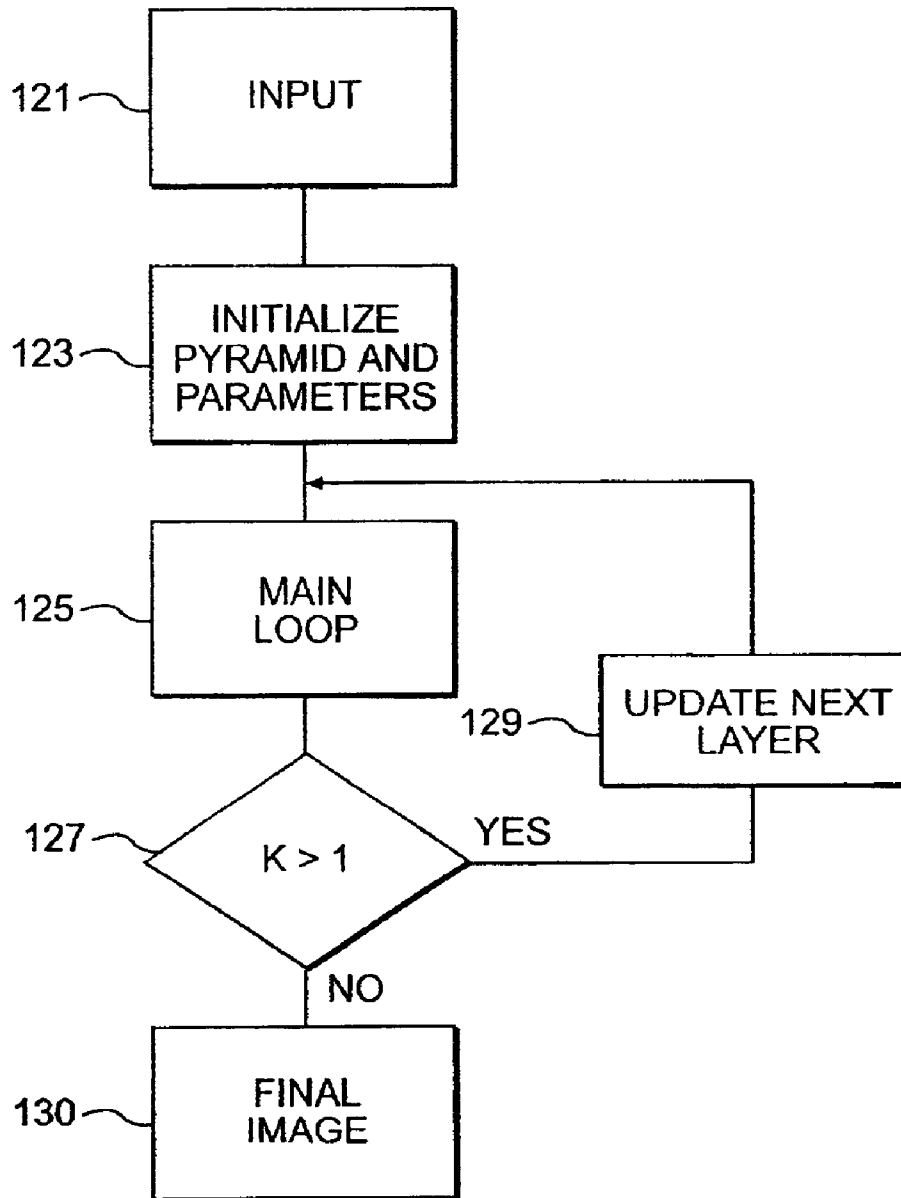 121
INPUT
123
INITIALIZE
PYRAMID AND
PARAMETERS
125
MAIN
LOOP
129
UPDATE NEXT
LAYER
127
K > 1
YES
NO
130
FINAL
IMAGE